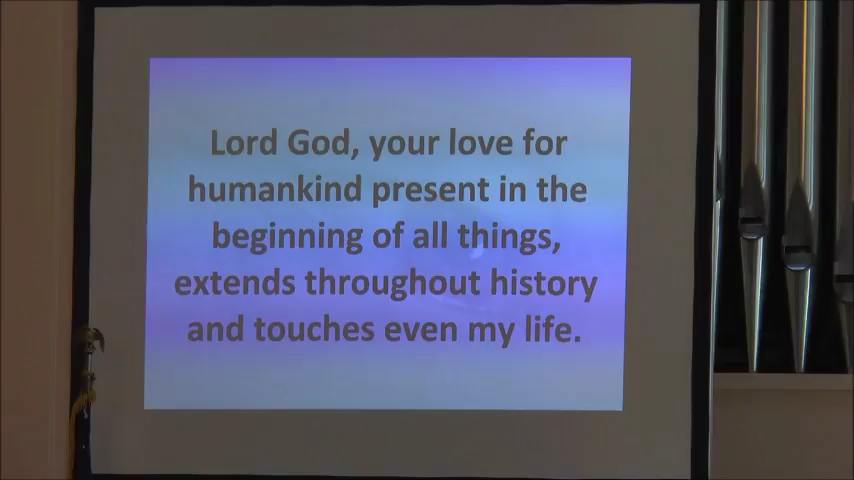 Lord God, your love for
humankind present in the
beginning of all things,
extends throughout history
and touches even my life.